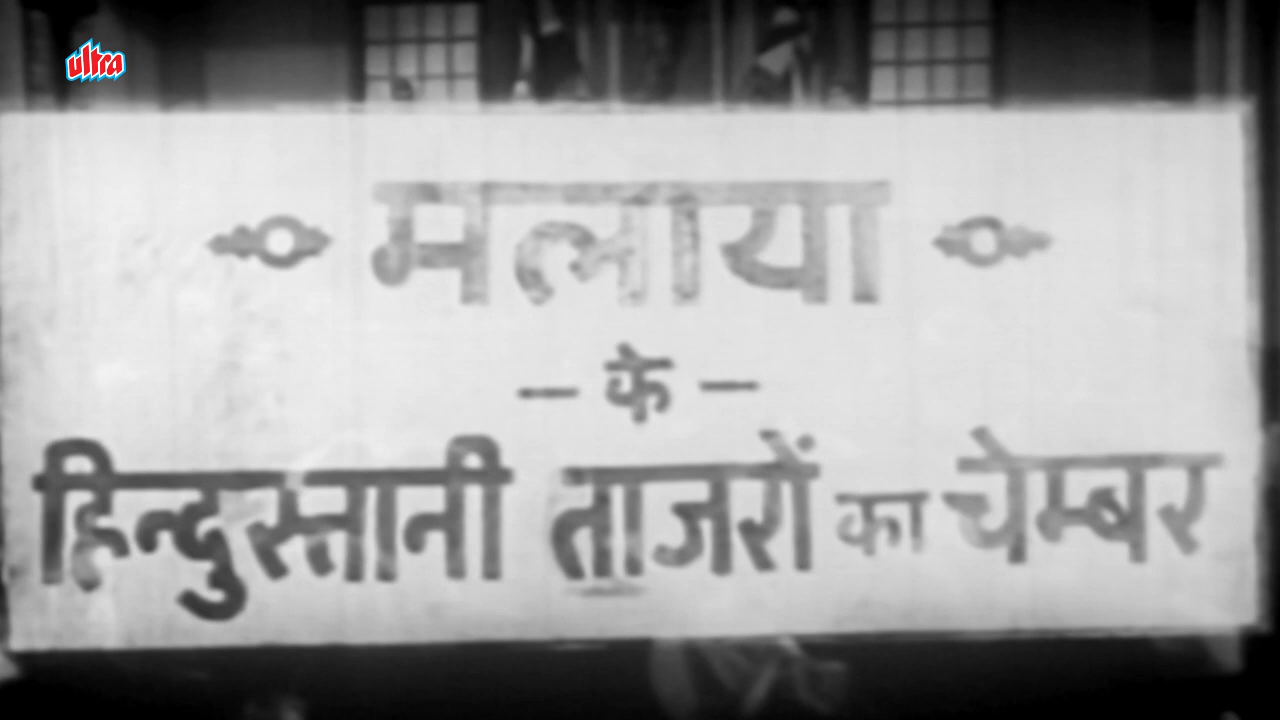 ultra
मलाया
— के —
हिन्दुस्तानी ताजरों का चेम्बर